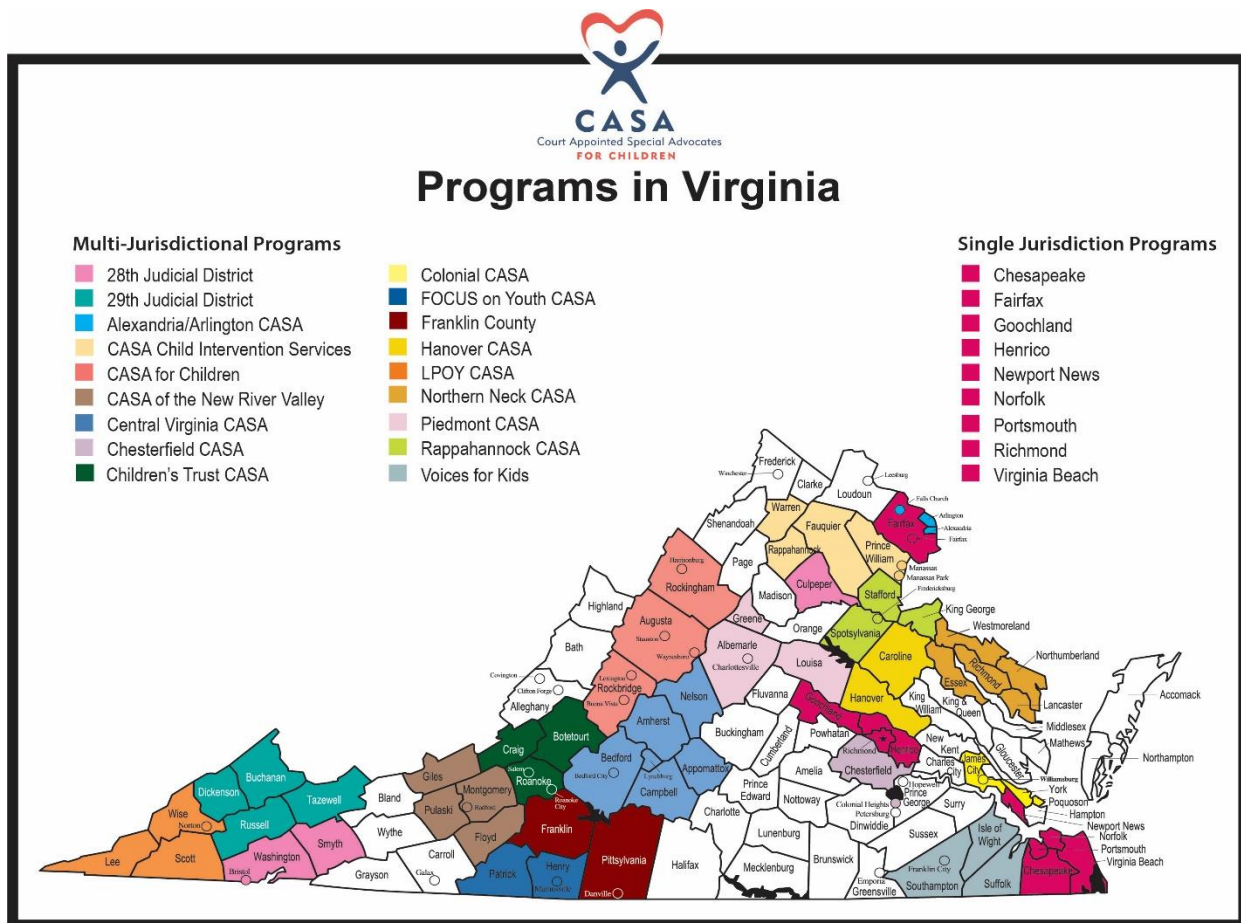 CASA
Court Appointed Special Advocates
FOR CHILDREN
Programs in Virginia
Multi-Jurisdictional Programs
28th Judicial District
29th Judicial District
Alexandria/Arlington CASA
CASA Child Intervention Services
CASA for Children
CASA of the New River Valley
Central Virginia CASA
Chesterfield CASA
Children's Trust CASA
Colonial CASA
FOCUS on Youth CASA
Franklin County
Hanover CASA
LPOY CASA
Northern Neck CASA
Piedmont CASA
Rappahannock CASA
Voices for Kids
Single Jurisdiction Programs
Chesapeake
Fairfax
Goochland
Henrico
Newport News
Norfolk
Portsmouth
Richmond
Virginia Beach
Frederick
Winchester
Clarke
Loudoun
Leesburg
Falls Church
Arlington
Alexandria
Fairfax
Fairfax
Warren
Fauquier
Shenandoah
Rappahannock
Prince
William
Manassas
Manassas Park
Page
Harrisonburg
Rockingham
Culpeper
Madison
Stafford
Fredericksburg
King George
Westmoreland
Highland
Greene
Orange
Spotsylvania
Augusta
Staunton
Waynesboro
Bath
Albemarle
Charlottesville
Louisa
Caroline
Northumberland
Richmond
Essex
Lancaster
Accomack
Covington
Clifton Forge
Alleghany
Lexington
Rockbridge
Buena Vista
Nelson
Fluvanna
Hanover
King
William
King &
Queen
Middlesex
Mathews
Northampton
Amherst
Buckingham
Cumberland
Goochland
Powhatan
Richmond
Henrico
New
Kent
Charles
City
James
City
Gloucester
Williamsburg
York
Poquoson
Hampton
Newport News
Norfolk
Portsmouth
Virginia Beach
Chesapeake
Craig
Botetourt
Salem
Roanoke
Roanoke
City
Bedford
Bedford City
Lynchburg
Campbell
Appomattox
Amelia
Chesterfield
Hopewell
Prince
George
Colonial Heights
Petersburg
Dinwiddie
Surry
Sussex
Isle of
Wight
Franklin City
Southampton
Suffolk
Prince
Edward
Nottoway
Charlotte
Lunenburg
Mecklenburg
Brunswick
Emporia
Greensville
Halifax
Pittsylvania
Danville
Franklin
Henry
Martinsville
Patrick
Giles
Montgomery
Pulaski
Radford
Floyd
Bland
Wythe
Carroll
Grayson
Galax
Buchanan
Dickenson
Tazewell
Russell
Smyth
Washington
Bristol
Wise
Norton
Lee
Scott